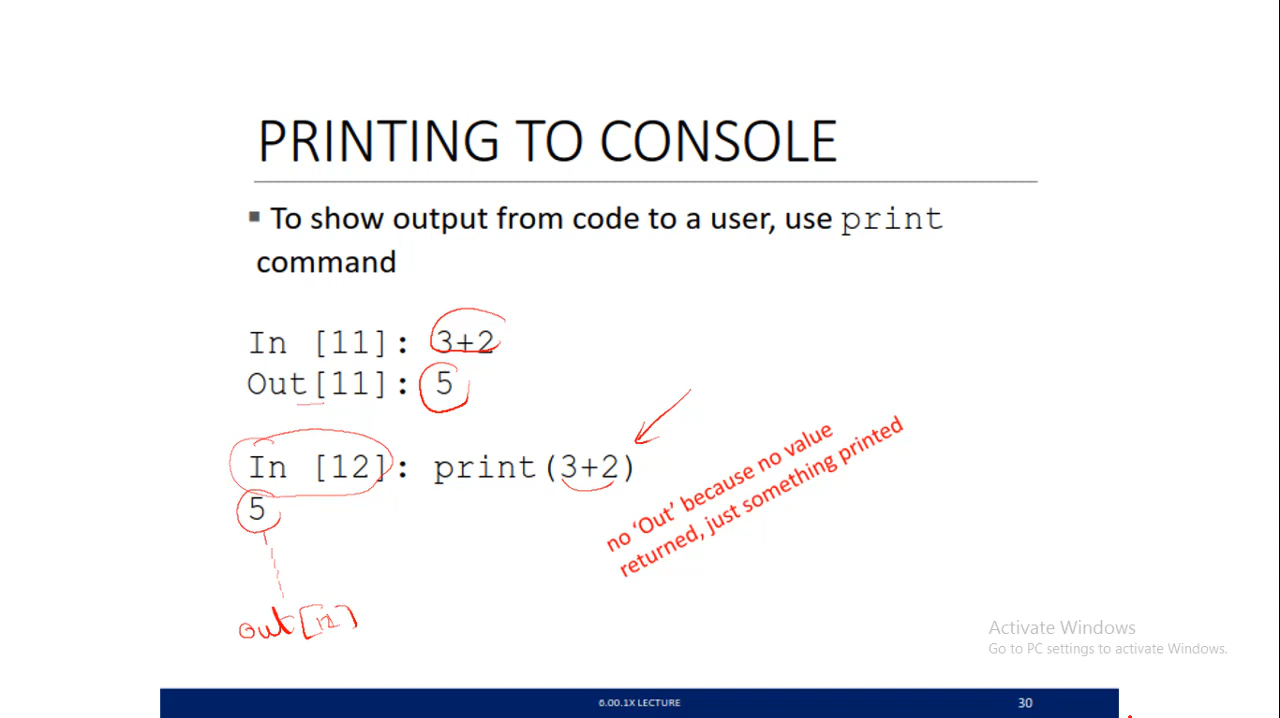 PRINTING TO CONSOLE
▪ To show output from code to a user, use print
command
In [11]: 3+2
Out[11]: 5
In [12]: print(3+2)
5
no ‘Out’ because no value
returned, just something printed
out[12]
Activate Windows
Go to PC settings to activate Windows.
6.00.1X LECTURE
30